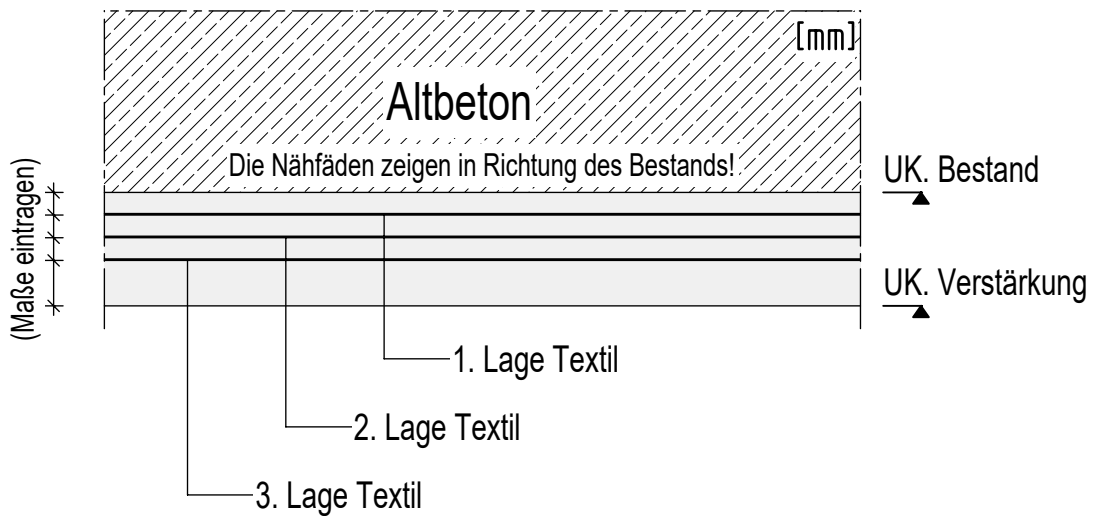 [mm]
Altbeton
Die Nähfäden zeigen in Richtung des Bestands!
UK. Bestand
(Maße eintragen)
UK. Verstärkung
1. Lage Textil
2. Lage Textil
3. Lage Textil